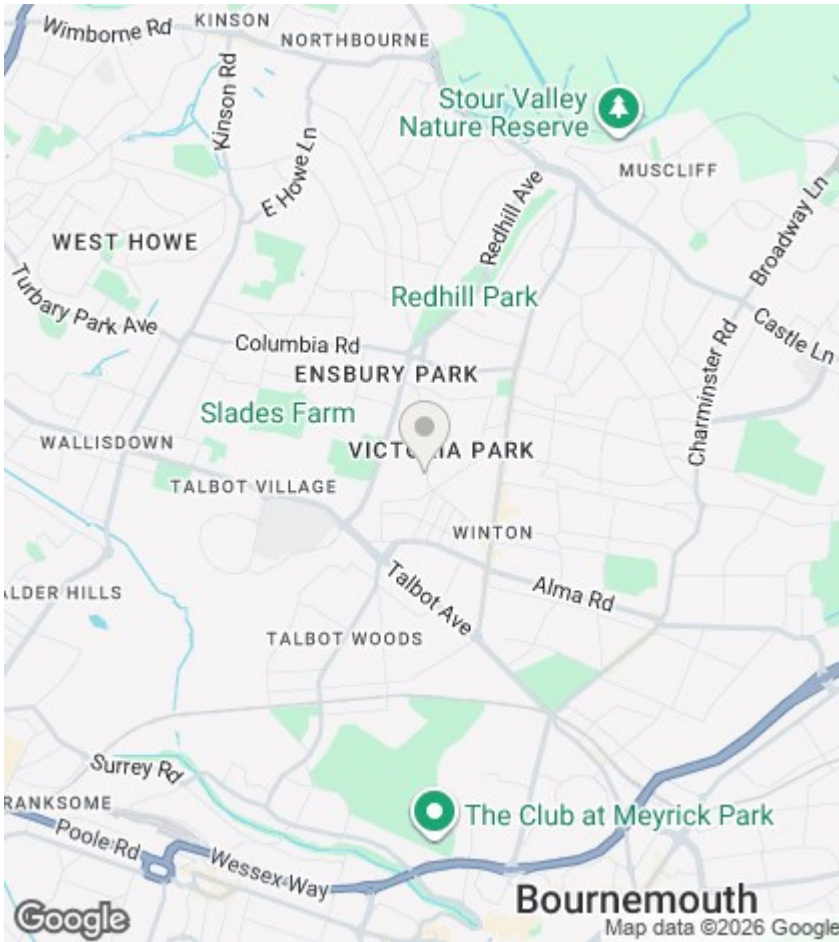 KINSON
Wimborne Rd
NORTHBOURNE
Kinson Rd
Stour Valley
Nature Reserve
MUSCLIFF
E Howe Ln
Redhill Ave
Broadway Ln
WEST HOWE
Turbary Park Ave
Redhill Park
Castle Ln
Columbia Rd
Charminster Rd
ENSBURY PARK
Slades Farm
WALLISDOWN
VICTORIA PARK
TALBOT VILLAGE
WINTON
ALDER HILLS
Talbot Ave
Alma Rd
TALBOT WOODS
Surrey Rd
RANKSOME
Poole Rd
Wessex Way
The Club at Meyrick Park
Bournemouth
Google
Map data ©2026 Google